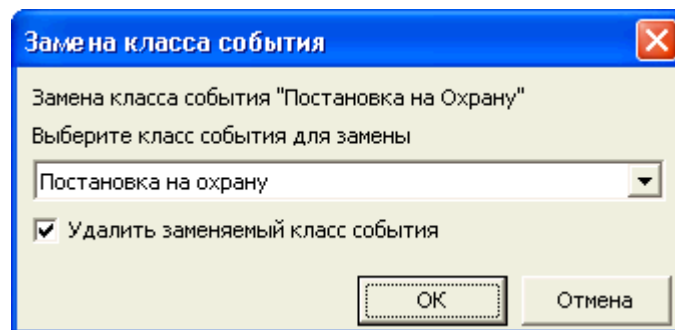 Замена класса события
Замена класса события "Постановка на Охрану"
Выберите класс события для замены
Постановка на охрану
Удалить заменяемый класс события
ОК
Отмена